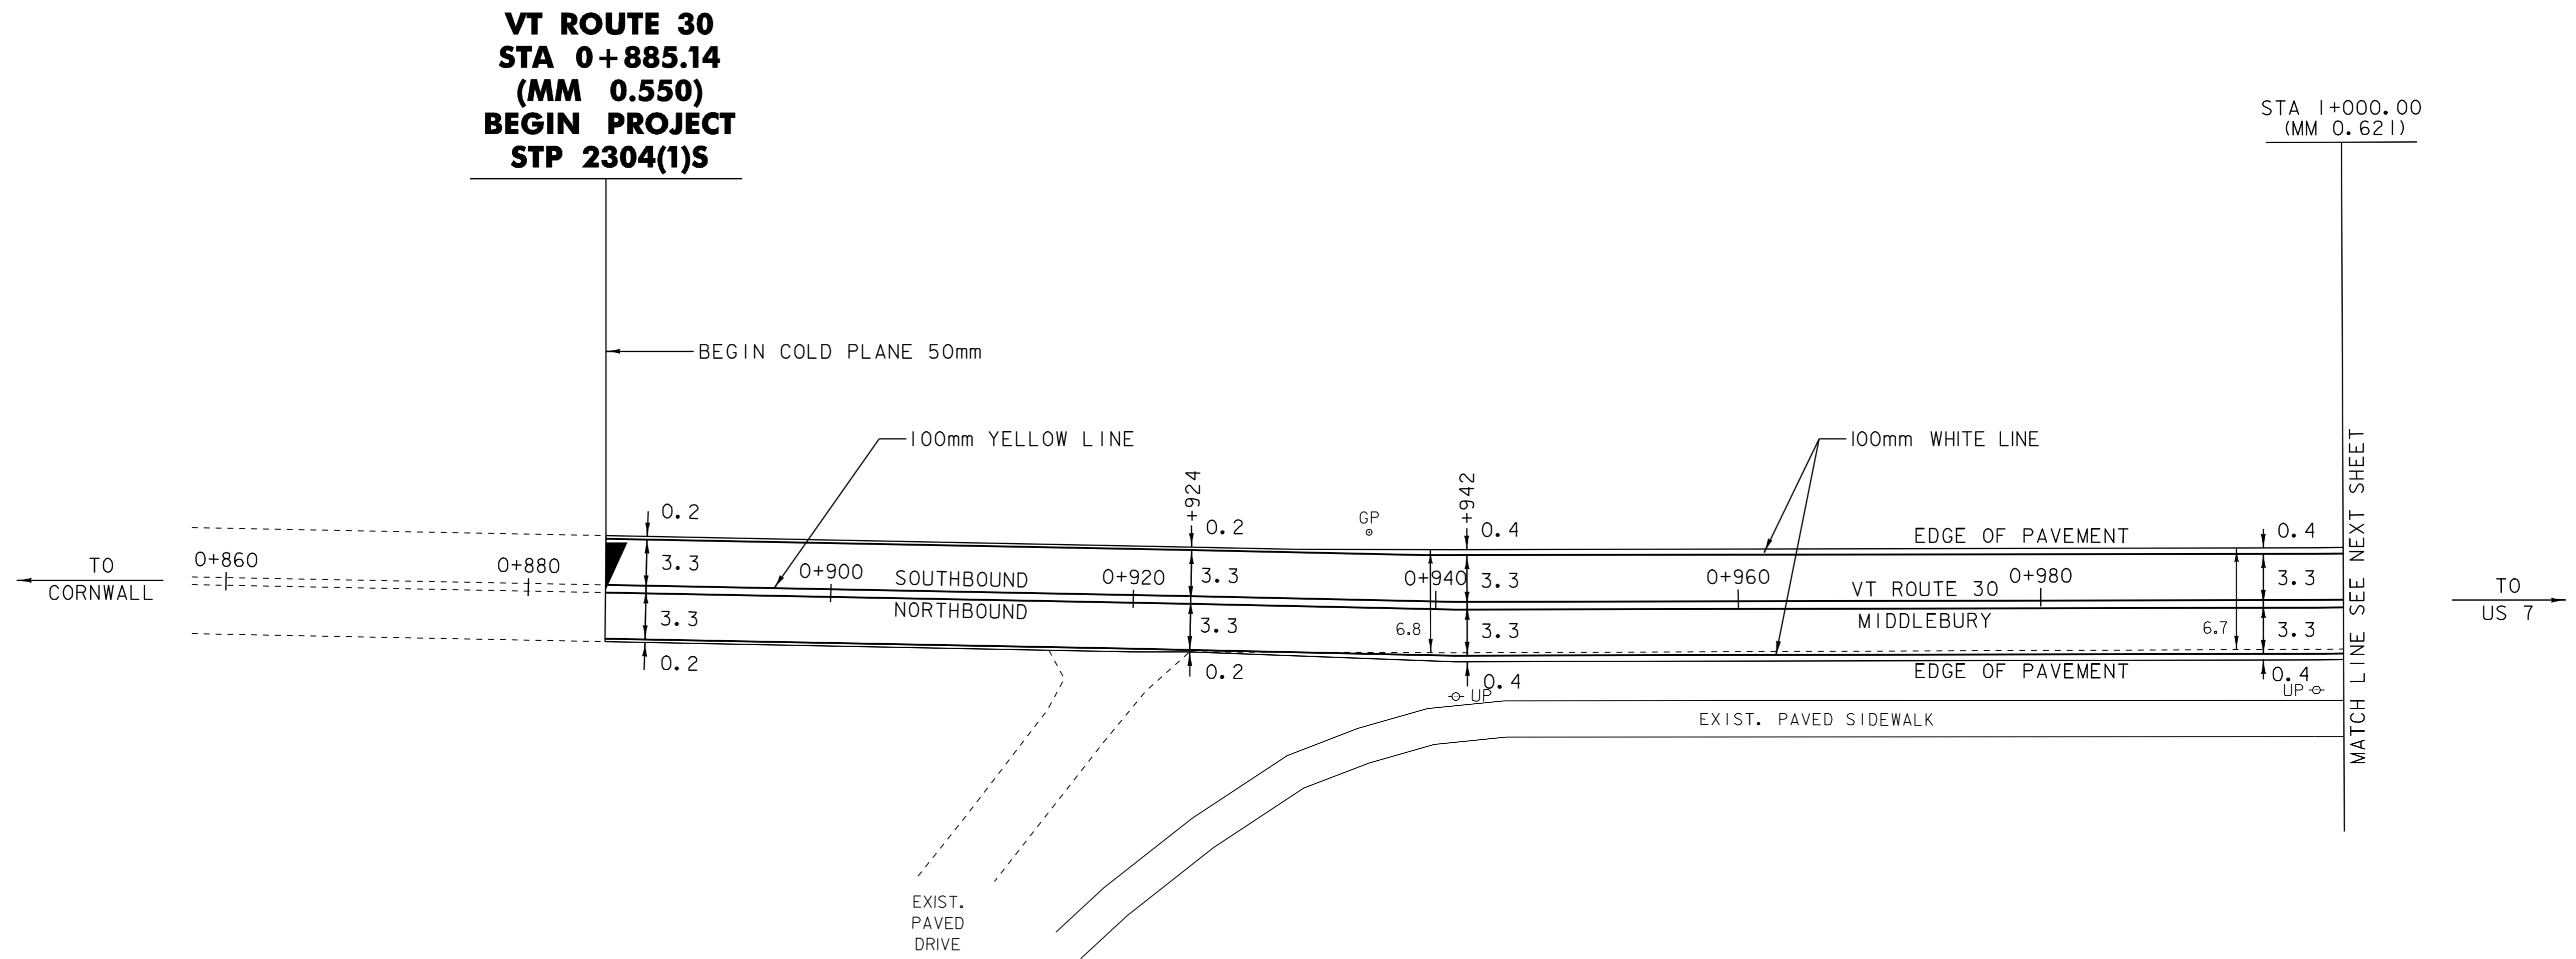 VT ROUTE 30
STA 0+885.14
(MM 0.550)
BEGIN PROJECT
STP 2304(1)S
STA 1+000.00
(MM 0.621)
BEGIN COLD PLANE 50mm
100mm YELLOW LINE
100mm WHITE LINE
MATCH LINE SEE NEXT SHEET
+924
+942
0.2
0.2
GP
0.4
EDGE OF PAVEMENT
0.4
TO
CORNWALL
0+860
0+880
3.3
0+900
SOUTHBOUND
0+920
3.3
0+940
3.3
0+960
VT ROUTE 30
0+980
3.3
TO
US 7
3.3
NORTHBOUND
3.3
6.8
3.3
MIDDLEBURY
6.7
3.3
0.2
0.2
0.4
EDGE OF PAVEMENT
0.4
UP
UP
EXIST. PAVED SIDEWALK
EXIST.
PAVED
DRIVE